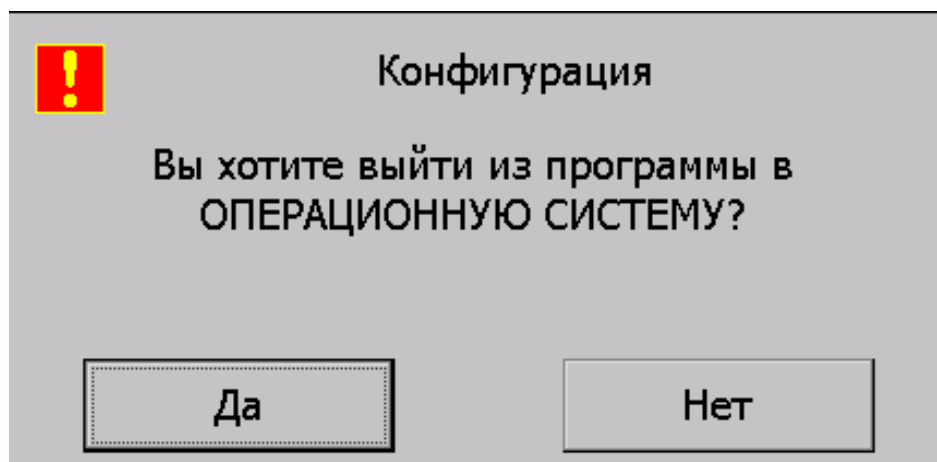 !
Конфигурация
Вы хотите выйти из программы в
ОПЕРАЦИОННУЮ СИСТЕМУ?
Да
Нет